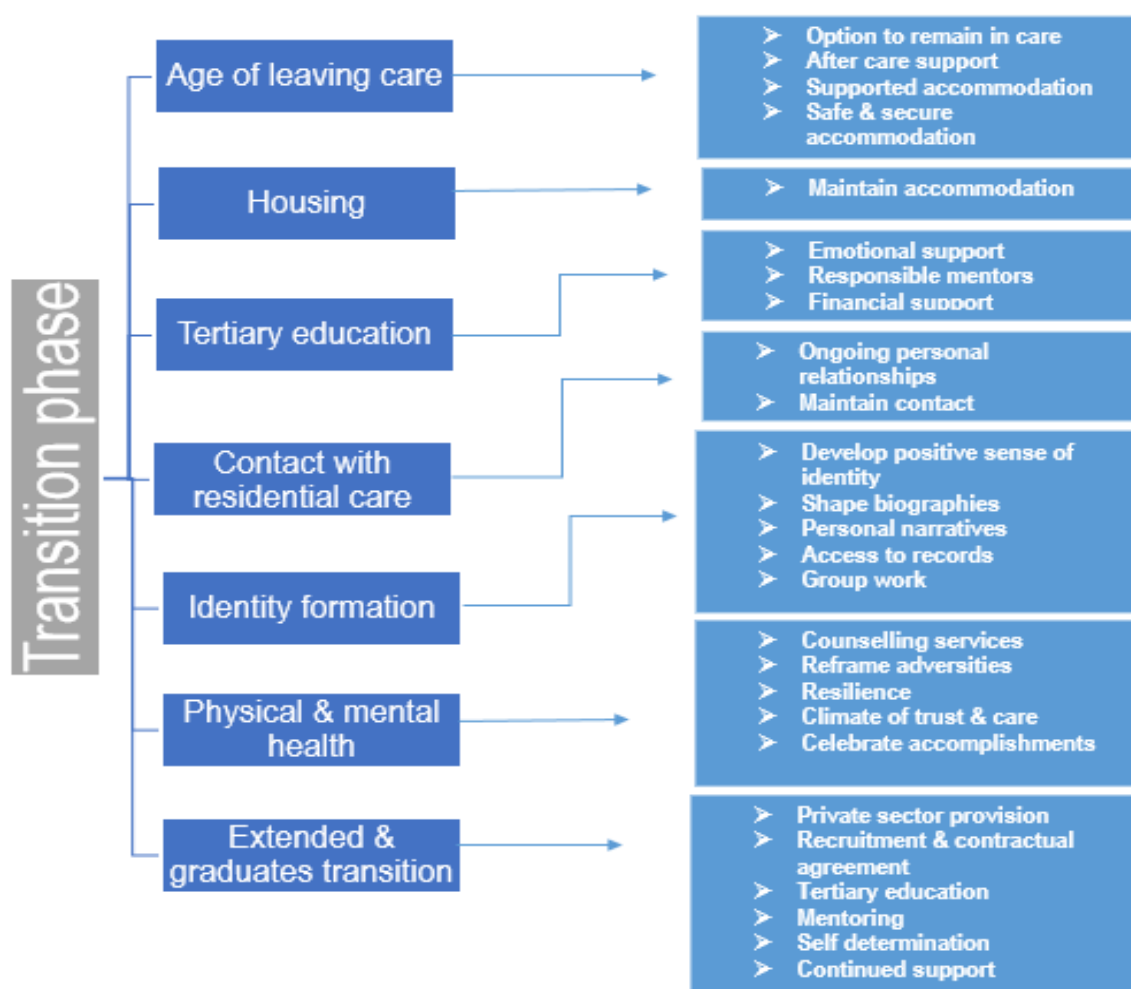 Transition phase
Age of leaving care
➤ Option to remain in care
➤ After care support
➤ Supported accommodation
➤ Safe & secure
accommodation
Housing
➤ Maintain accommodation
Tertiary education
➤ Emotional support
➤ Responsible mentors
➤ Financial support
Contact with
residential care
➤ Ongoing personal
relationships
➤ Maintain contact
Identity formation
➤ Develop positive sense of
identity
➤ Shape biographies
➤ Personal narratives
➤ Access to records
➤ Group work
Physical & mental
health
➤ Counselling services
➤ Reframe adversities
➤ Resilience
➤ Climate of trust & care
➤ Celebrate accomplishments
Extended &
graduates transition
➤ Private sector provision
➤ Recruitment & contractual
agreement
➤ Tertiary education
➤ Mentoring
➤ Self determination
➤ Continued support